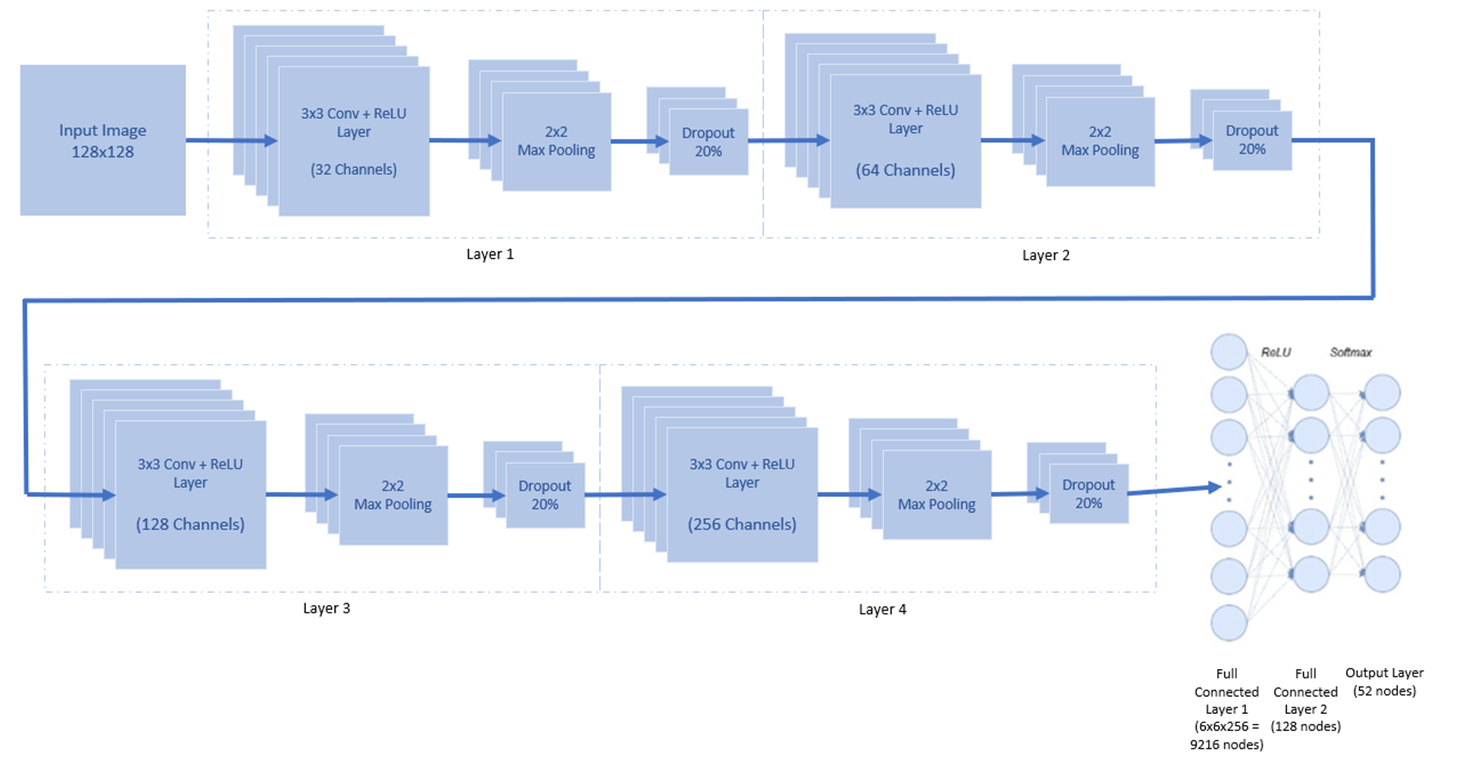 Input Image
128x128
3x3 Conv + ReLU
Layer
(32 Channels)
2x2
Max Pooling
Dropout
20%
Layer 1
3x3 Conv + ReLU
Layer
(64 Channels)
2x2
Max Pooling
Dropout
20%
Layer 2
3x3 Conv + ReLU
Layer
(128 Channels)
2x2
Max Pooling
Dropout
20%
Layer 3
3x3 Conv + ReLU
Layer
(256 Channels)
2x2
Max Pooling
Dropout
20%
Layer 4
ReLU
Softmax
Full
Connected
Layer 1
(6x6x256 =
9216 nodes)
Full
Connected
Layer 2
(128 nodes)
Output Layer
(52 nodes)